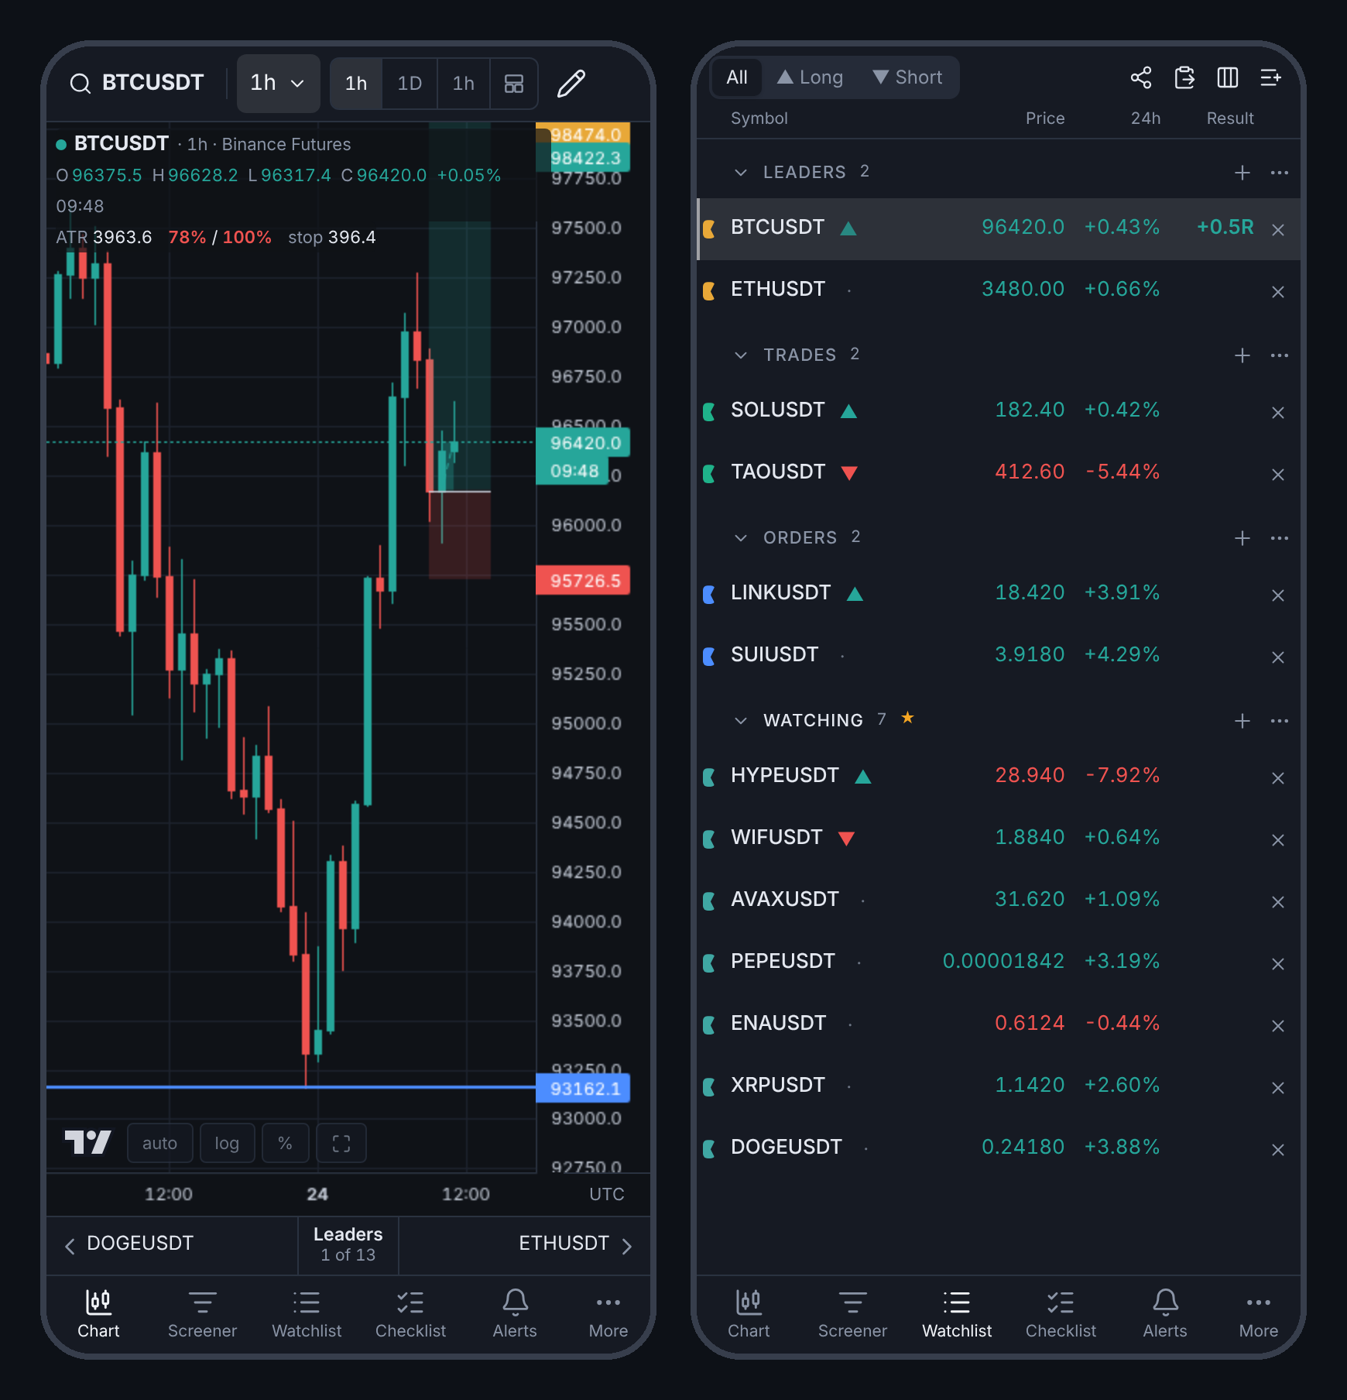 BTCUSDT 1h 1h 1D 1h
BTCUSDT · 1h · Binance Futures
O 96375.5 H 96628.2 L 96317.4 C 96420.0 +0.05%
09:48
ATR 3963.6 78% / 100% stop 396.4
98474.0
98422.3
97750.0
97500.0
97250.0
97000.0
96750.0
96500.0
96420.0
09:48
96000.0
95726.5
95500.0
95250.0
95000.0
94750.0
94500.0
94250.0
94000.0
93750.0
93500.0
93250.0
93162.1
93000.0
92750.0
auto log %
12:00 24 12:00 UTC
DOGEUSDT Leaders ETHUSDT
1 of 13
Chart Screener Watchlist Checklist Alerts More
All Long Short
Symbol Price 24h Result
LEADERS 2
BTCUSDT 96420.0 +0.43% +0.5R
ETHUSDT · 3480.00 +0.66%
TRADES 2
SOLUSDT 182.40 +0.42%
TAOUSDT 412.60 -5.44%
ORDERS 2
LINKUSDT 18.420 +3.91%
SUIUSDT · 3.9180 +4.29%
WATCHING 7
HYPEUSDT 28.940 -7.92%
WIFUSDT 1.8840 +0.64%
AVAXUSDT · 31.620 +1.09%
PEPEUSDT · 0.00001842 +3.19%
ENAUSDT · 0.6124 -0.44%
XRPUSDT · 1.1420 +2.60%
DOGEUSDT · 0.24180 +3.88%
Chart Screener Watchlist Checklist Alerts More